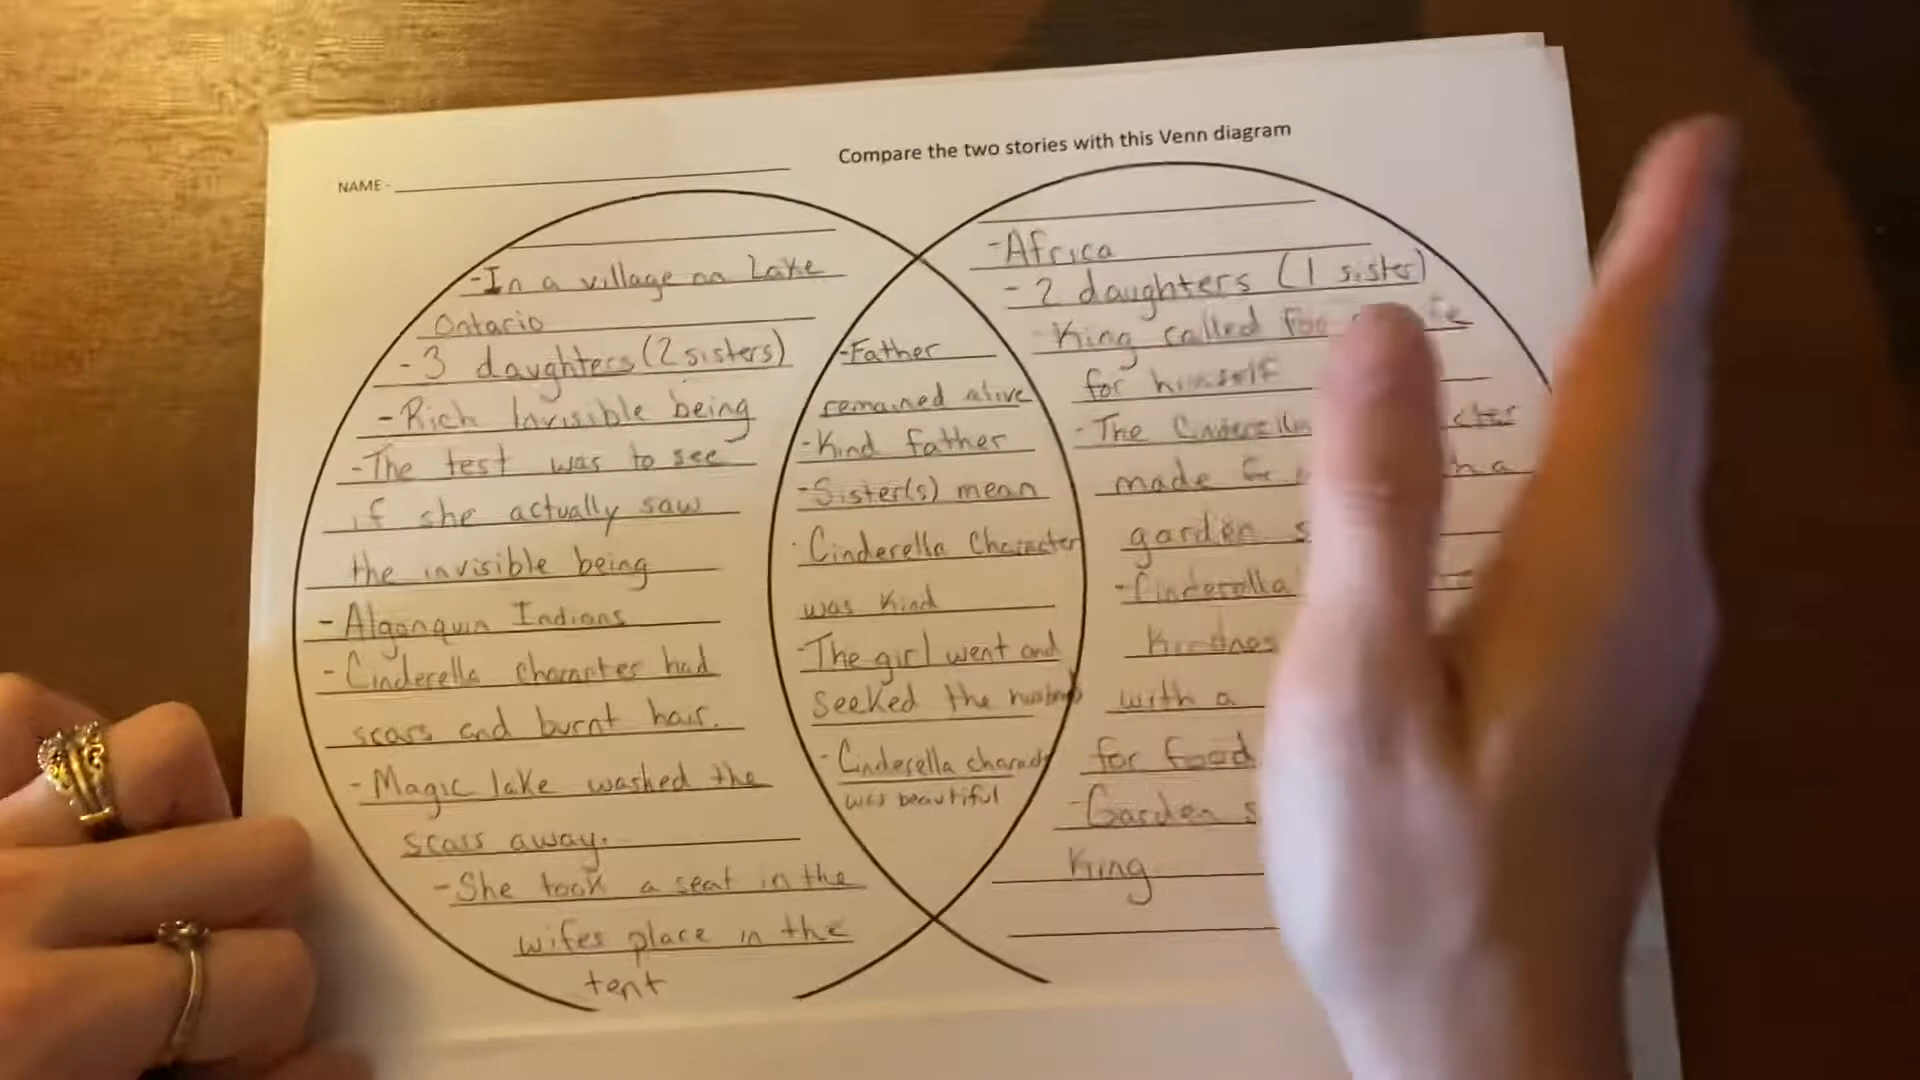 NAME-
Compare the two stories with this Venn diagram
-In a village on Lake
Ontario
-3 daughters (2 sisters)
-Rich Invisible being
-The test was to see
if she actually saw
the invisible being
-Algonquin Indians
-Cinderella
had
scars and burnt hair.
-Magic lake washed the
scars away.
-She took a seat in the
wifes place in the
tent
-Father
remained alive
-Kind father
-Sister(s) mean
-Cinderella Character
was kind
-The girl went and
seeked the
-Cinderella
was beautiful
-Africa
-2 daughters (1 sister)
-King called for
for himself
-The Cinderella
made
garden
-Cinderella
with a
for food
-Garden
King